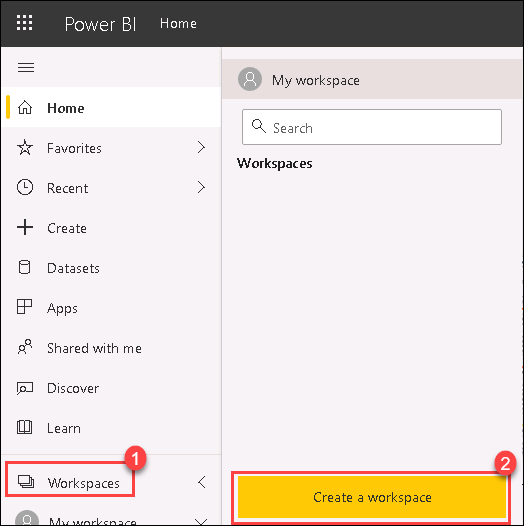 Power BI Home
Home
Favorites
Recent
Create
Datasets
Apps
Shared with me
Discover
Learn
1
Workspaces
My workspace
My workspace
Search
Workspaces
2
Create a workspace